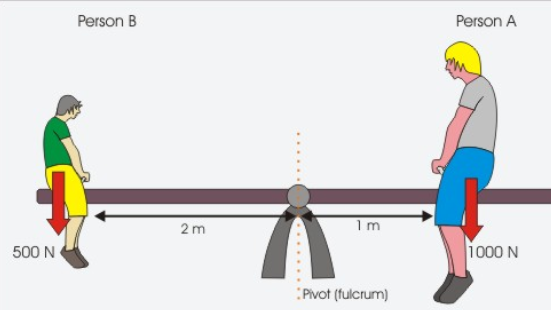 Person B
Person A
2 m
1 m
500 N
1000 N
Pivot (fulcrum)